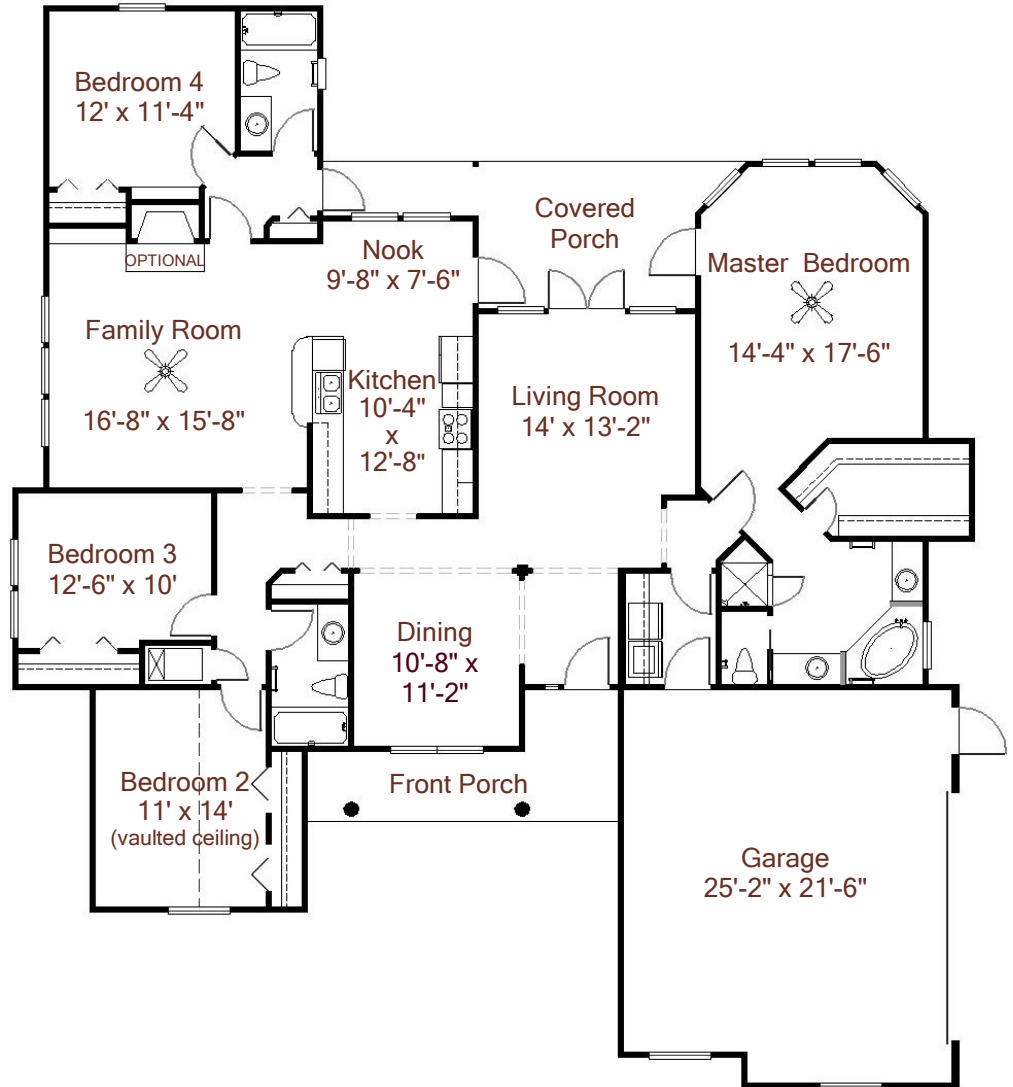 Bedroom 4
12' x 11'-4"
OPTIONAL
Nook
9'-8" x 7'-6"
Covered
Porch
Master Bedroom
14'-4" x 17'-6"
Family Room
16'-8" x 15'-8"
Kitchen
10'-4"
x
12'-8"
Living Room
14' x 13'-2"
Bedroom 3
12'-6" x 10'
Dining
10'-8" x
11'-2"
Bedroom 2
11' x 14'
(vaulted ceiling)
Front Porch
Garage
25'-2" x 21'-6"